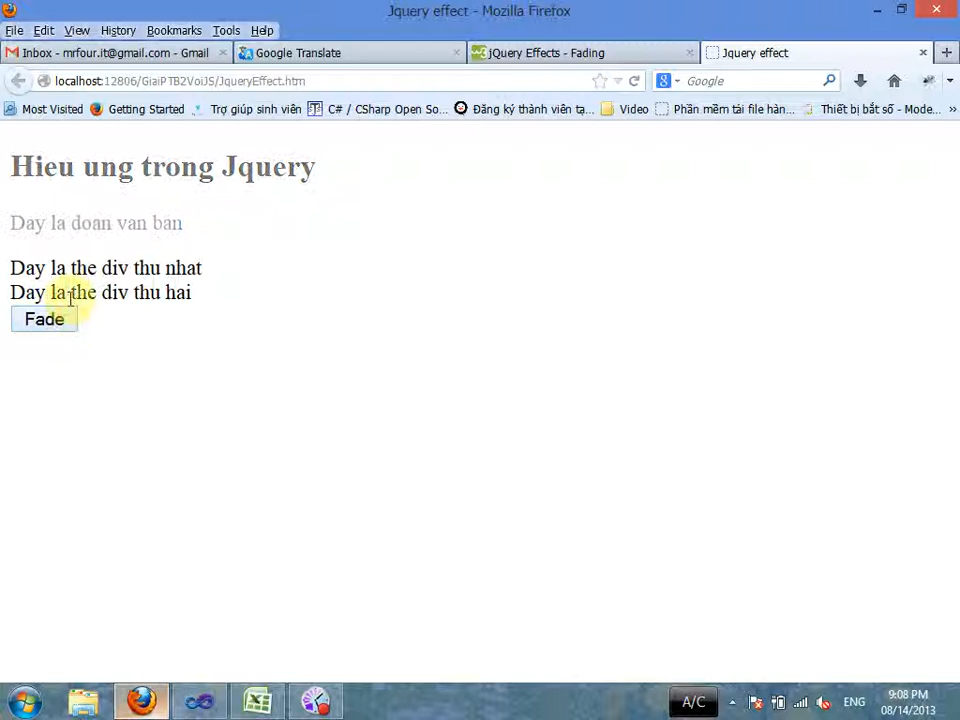 Jquery effect - Mozilla Firefox
File Edit View History Bookmarks Tools Help
Inbox - mrfour.it@gmail.com - Gmail × Google Translate × jQuery Effects - Fading × Jquery effect ×
localhost:12806/GiaiPTB2VoiJS/JqueryEffect.htm Google
Most Visited Getting Started Trợ giúp sinh viên C# / CSharp Open So... Đăng ký thành viên tạ... Video Phần mềm tải file hàn... Thiết bị bắt số - Mode... »
Hieu ung trong Jquery
Day la doan van ban
Day la the div thu nhat
Day la the div thu hai
Fade
A/C ENG 9:08 PM
08/14/2013